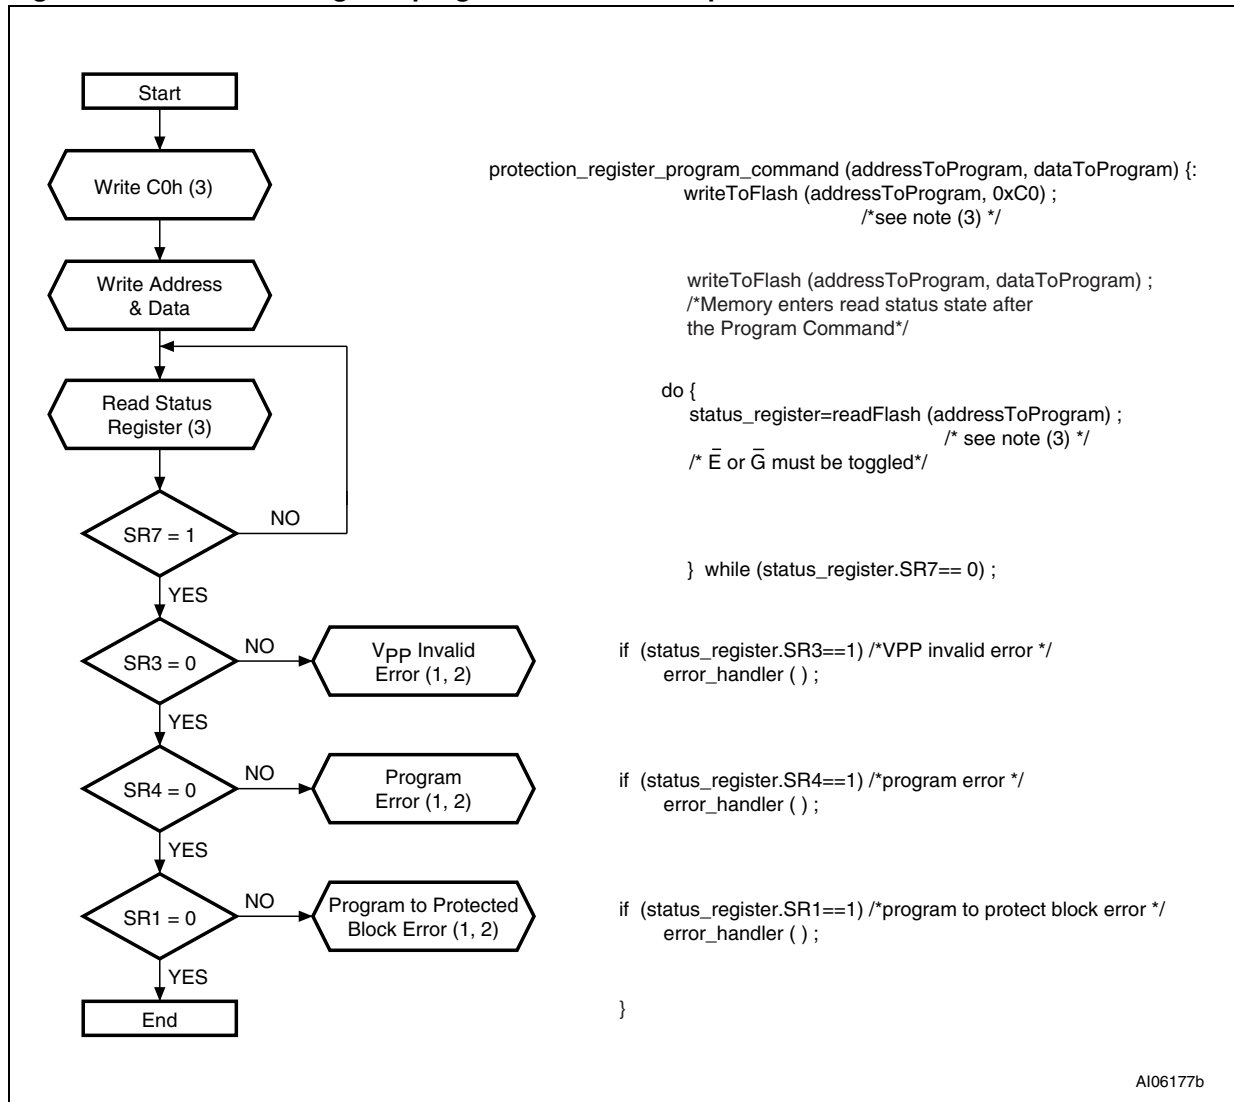 Start
Write C0h (3)
Write Address
& Data
Read Status
Register (3)
SR7 = 1
NO
YES
SR3 = 0
NO
VPP Invalid
Error (1, 2)
YES
SR4 = 0
NO
Program
Error (1, 2)
YES
SR1 = 0
NO
Program to Protected
Block Error (1, 2)
YES
End
protection_register_program_command (addressToProgram, dataToProgram) {:
writeToFlash (addressToProgram, 0xC0) ;
/*see note (3) */
writeToFlash (addressToProgram, dataToProgram) ;
/*Memory enters read status state after
the Program Command*/
do {
status_register=readFlash (addressToProgram) ;
/* see note (3) */
/* E̅ or G̅ must be toggled*/
} while (status_register.SR7== 0) ;
if (status_register.SR3==1) /*VPP invalid error */
error_handler ( ) ;
if (status_register.SR4==1) /*program error */
error_handler ( ) ;
if (status_register.SR1==1) /*program to protect block error */
error_handler ( ) ;
}
AI06177b